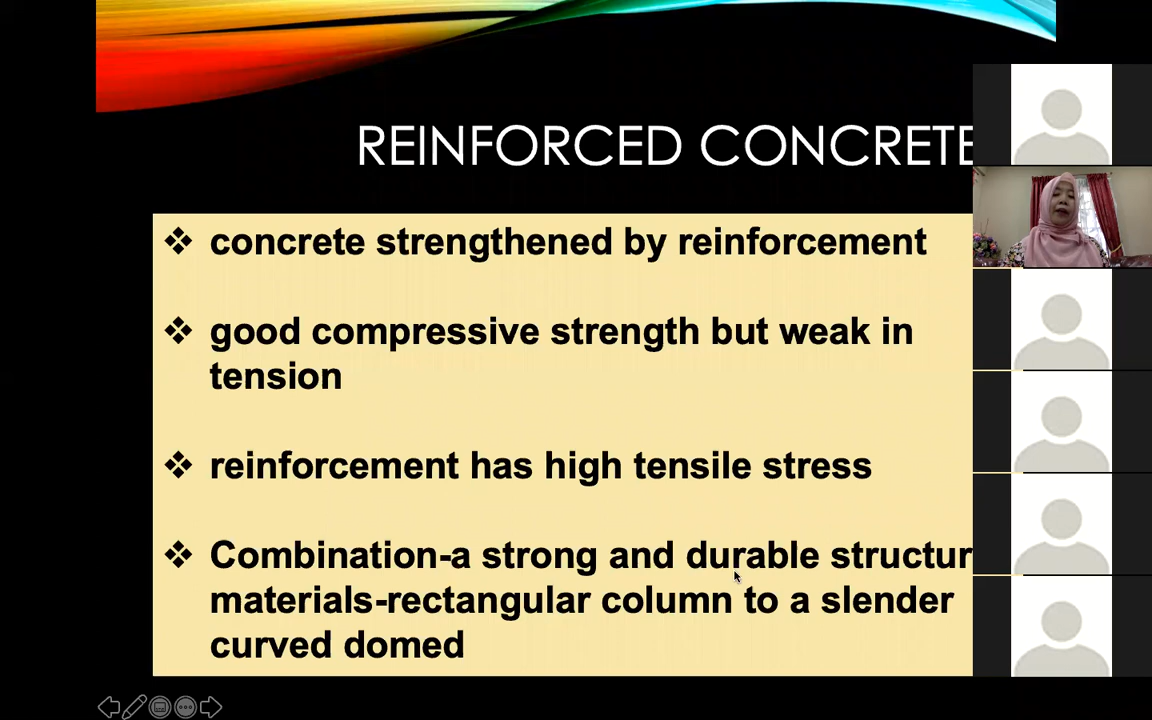 REINFORCED CONCRETE
❖ concrete strengthened by reinforcement
❖ good compressive strength but weak in
tension
❖ reinforcement has high tensile stress
❖ Combination-a strong and durable structur
materials-rectangular column to a slender
curved domed